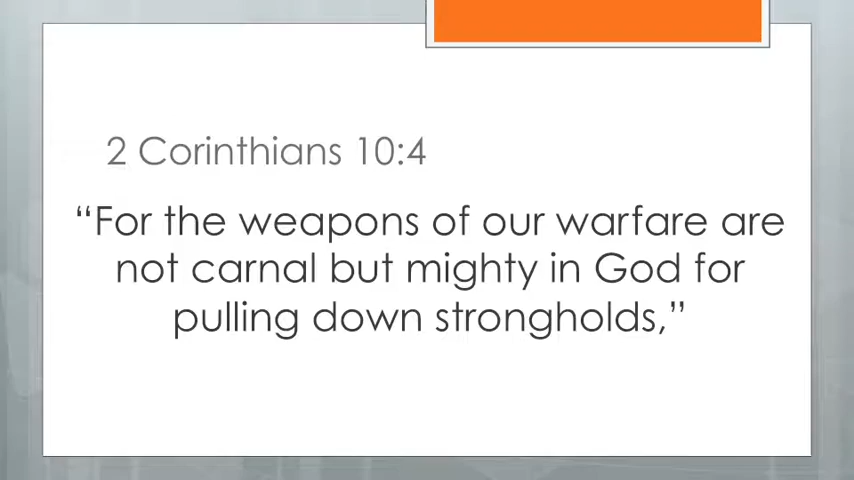 2 Corinthians 10:4
“For the weapons of our warfare are
not carnal but mighty in God for
pulling down strongholds,”